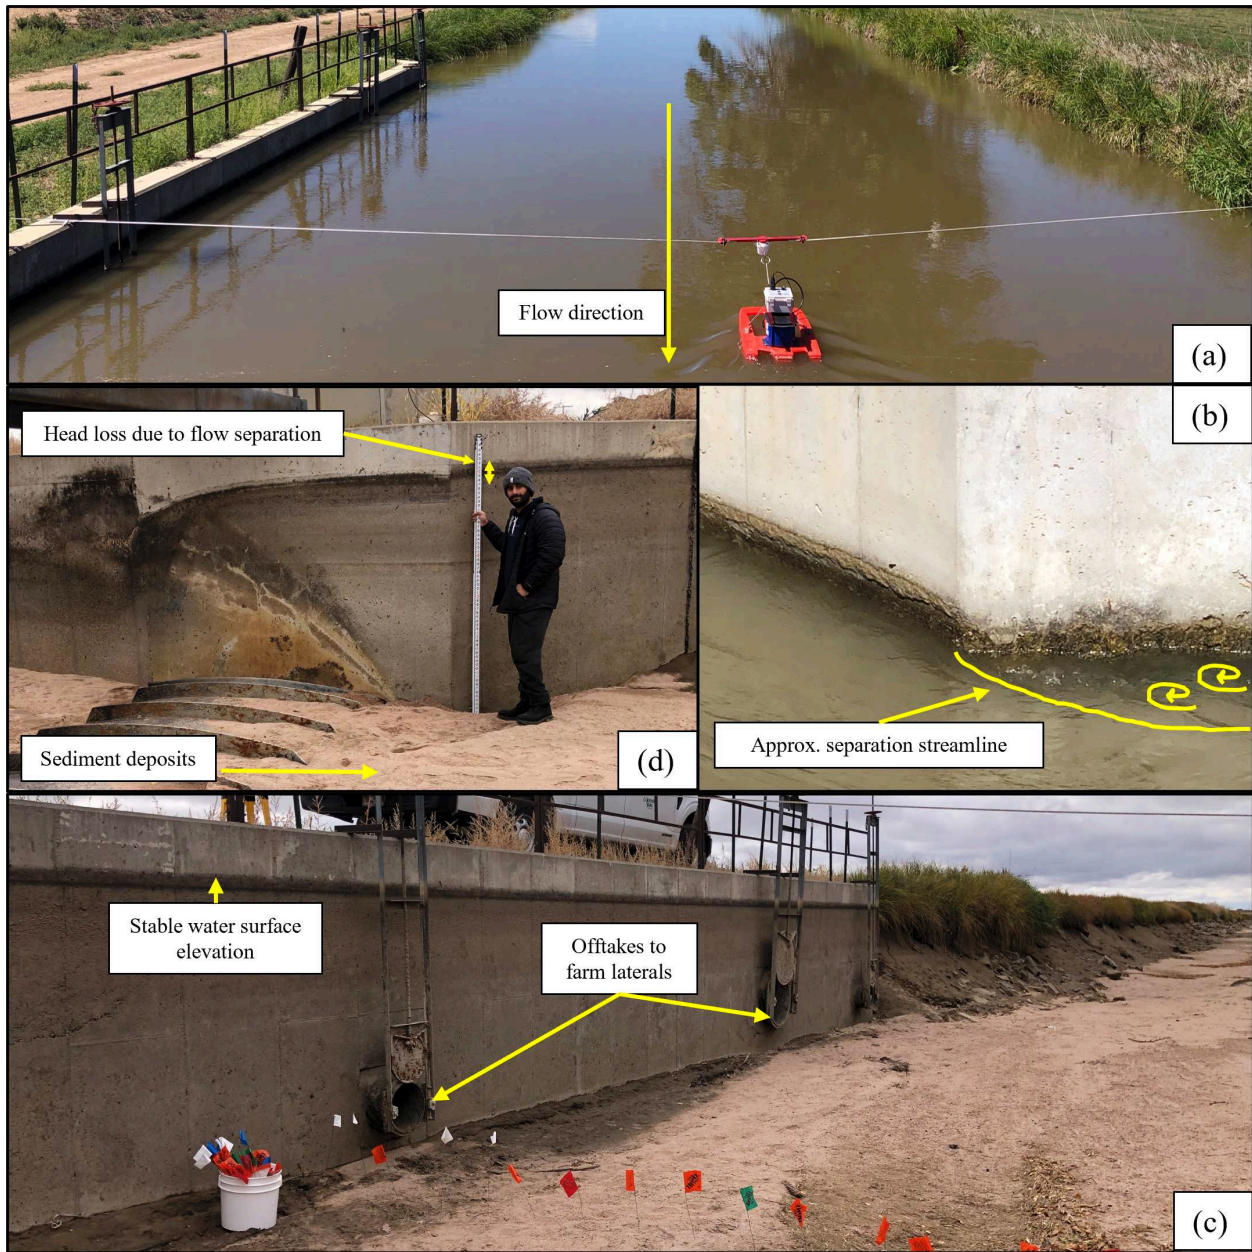 Flow direction
(a)
Head loss due to flow separation
(b)
Approx. separation streamline
Sediment deposits
(d)
Stable water surface
elevation
Offtakes to
farm laterals
(c)